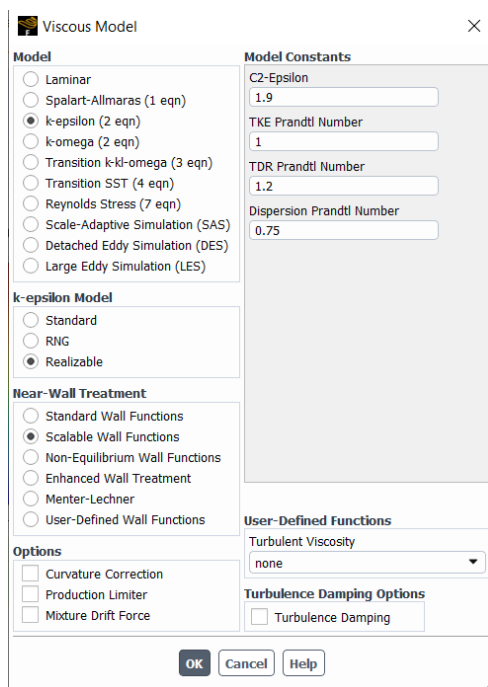 Viscous Model
Model
Laminar
Spalart-Allmaras (1 eqn)
k-epsilon (2 eqn)
k-omega (2 eqn)
Transition k-kl-omega (3 eqn)
Transition SST (4 eqn)
Reynolds Stress (7 eqn)
Scale-Adaptive Simulation (SAS)
Detached Eddy Simulation (DES)
Large Eddy Simulation (LES)
k-epsilon Model
Standard
RNG
Realizable
Near-Wall Treatment
Standard Wall Functions
Scalable Wall Functions
Non-Equilibrium Wall Functions
Enhanced Wall Treatment
Menter-Lechner
User-Defined Wall Functions
Options
Curvature Correction
Production Limiter
Mixture Drift Force
Model Constants
C2-Epsilon
1.9
TKE Prandtl Number
1
TDR Prandtl Number
1.2
Dispersion Prandtl Number
0.75
User-Defined Functions
Turbulent Viscosity
none
Turbulence Damping Options
Turbulence Damping
OK Cancel Help